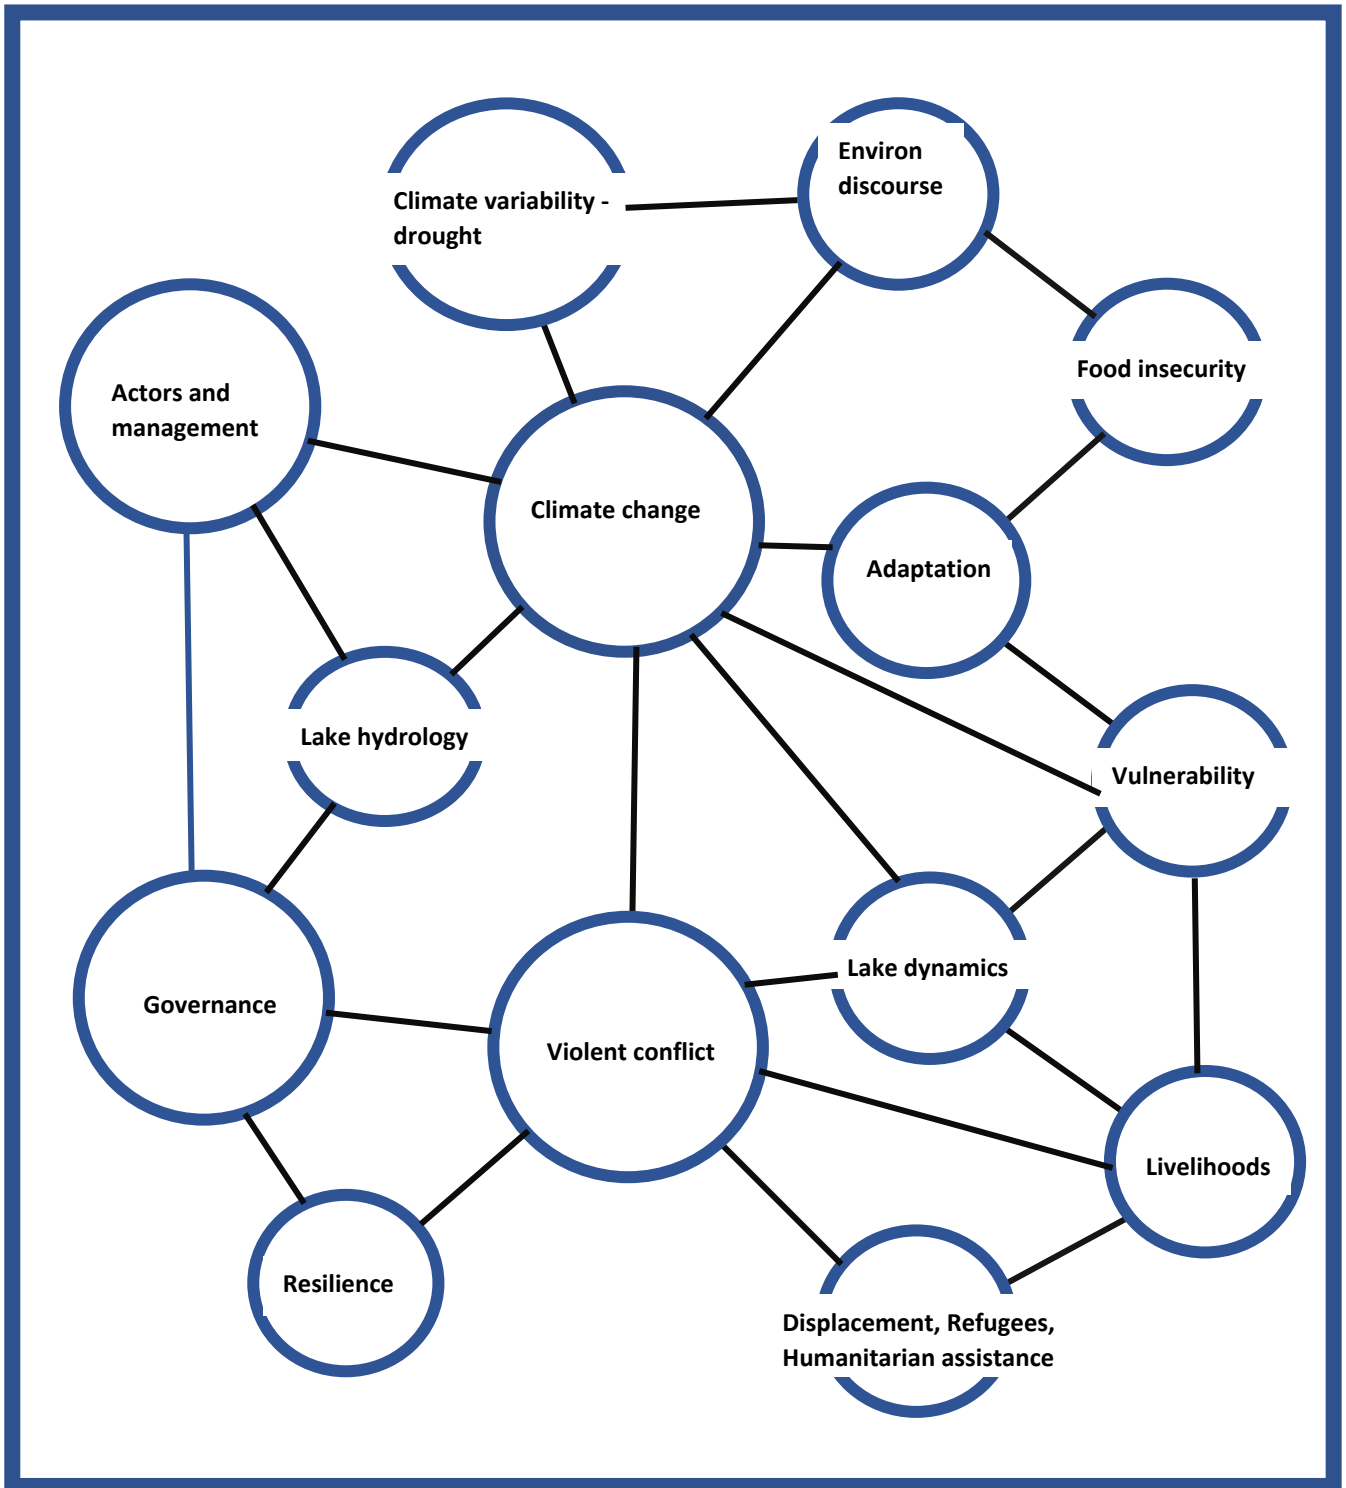 Environ
discourse
Climate variability -
drought
Food insecurity
Actors and
management
Climate change
Adaptation
Lake hydrology
Vulnerability
Lake dynamics
Governance
Violent conflict
Livelihoods
Resilience
Displacement, Refugees,
Humanitarian assistance